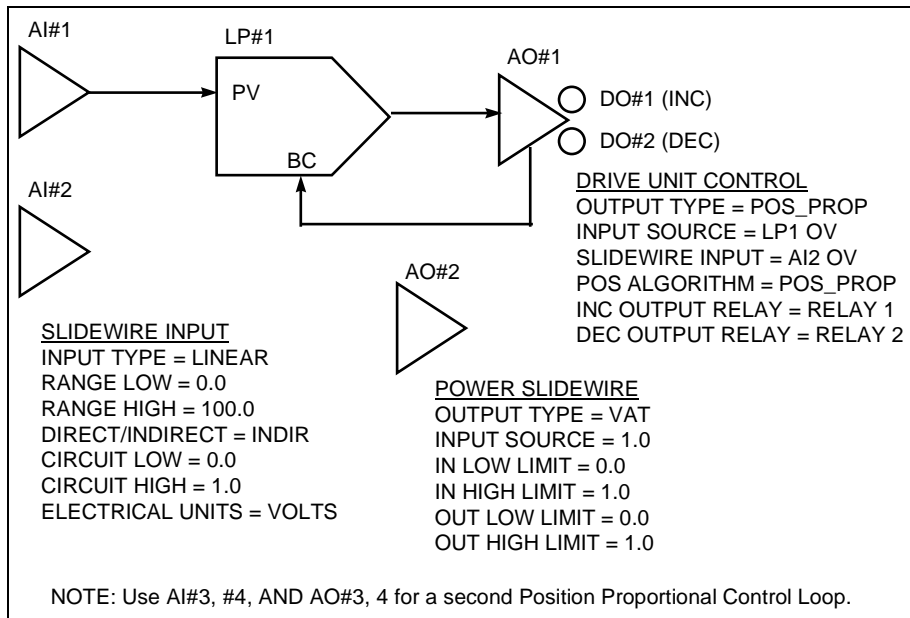 AI#1
LP#1
AO#1
PV
BC
DO#1 (INC)
DO#2 (DEC)
AI#2
DRIVE UNIT CONTROL
OUTPUT TYPE = POS_PROP
INPUT SOURCE = LP1 OV
SLIDEWIRE INPUT = AI2 OV
POS ALGORITHM = POS_PROP
INC OUTPUT RELAY = RELAY 1
DEC OUTPUT RELAY = RELAY 2
AO#2
SLIDEWIRE INPUT
INPUT TYPE = LINEAR
RANGE LOW = 0.0
RANGE HIGH = 100.0
DIRECT/INDIRECT = INDIR
CIRCUIT LOW = 0.0
CIRCUIT HIGH = 1.0
ELECTRICAL UNITS = VOLTS
POWER SLIDEWIRE
OUTPUT TYPE = VAT
INPUT SOURCE = 1.0
IN LOW LIMIT = 0.0
IN HIGH LIMIT = 1.0
OUT LOW LIMIT = 0.0
OUT HIGH LIMIT = 1.0
NOTE: Use AI#3, #4, AND AO#3, 4 for a second Position Proportional Control Loop.